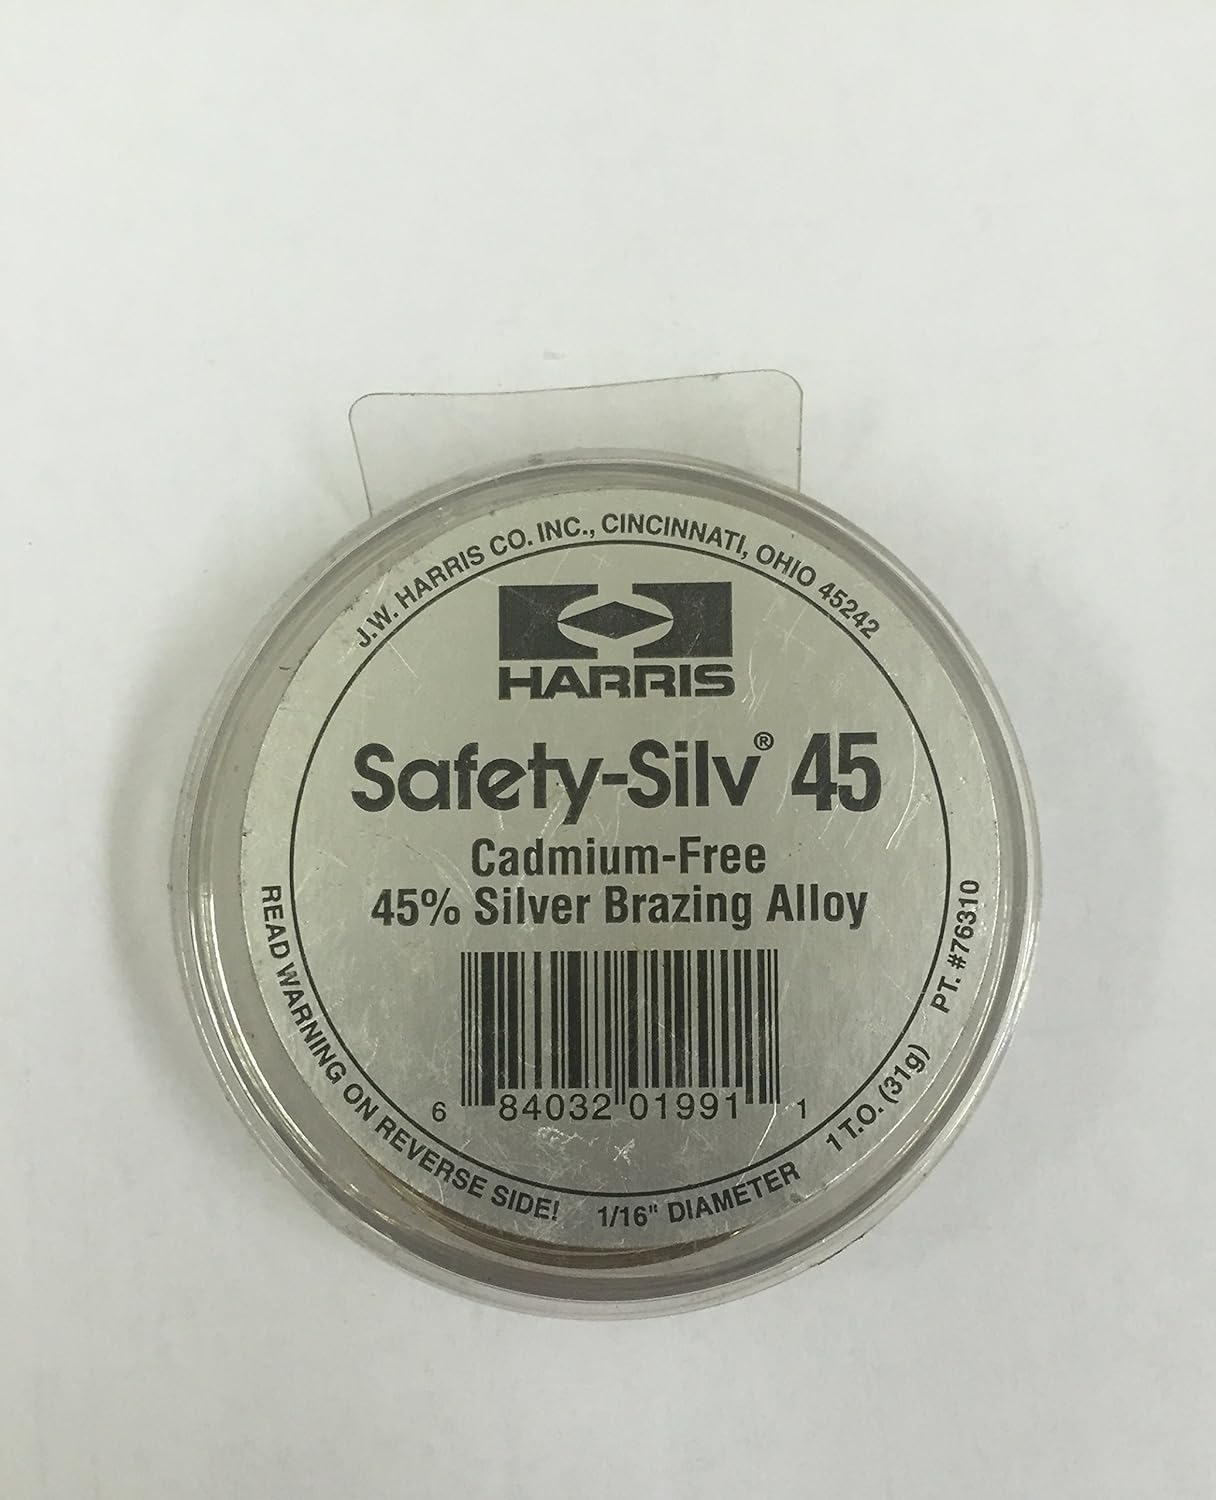 J.W. HARRIS CO. INC., CINCINNATI, OHIO 45242
HARRIS
Safety-Silv® 45
Cadmium-Free
45% Silver Brazing Alloy
6 84032 01991 1
READ WARNING ON REVERSE SIDE! 1/16" DIAMETER 1 T.O. (31g) PT. #76310